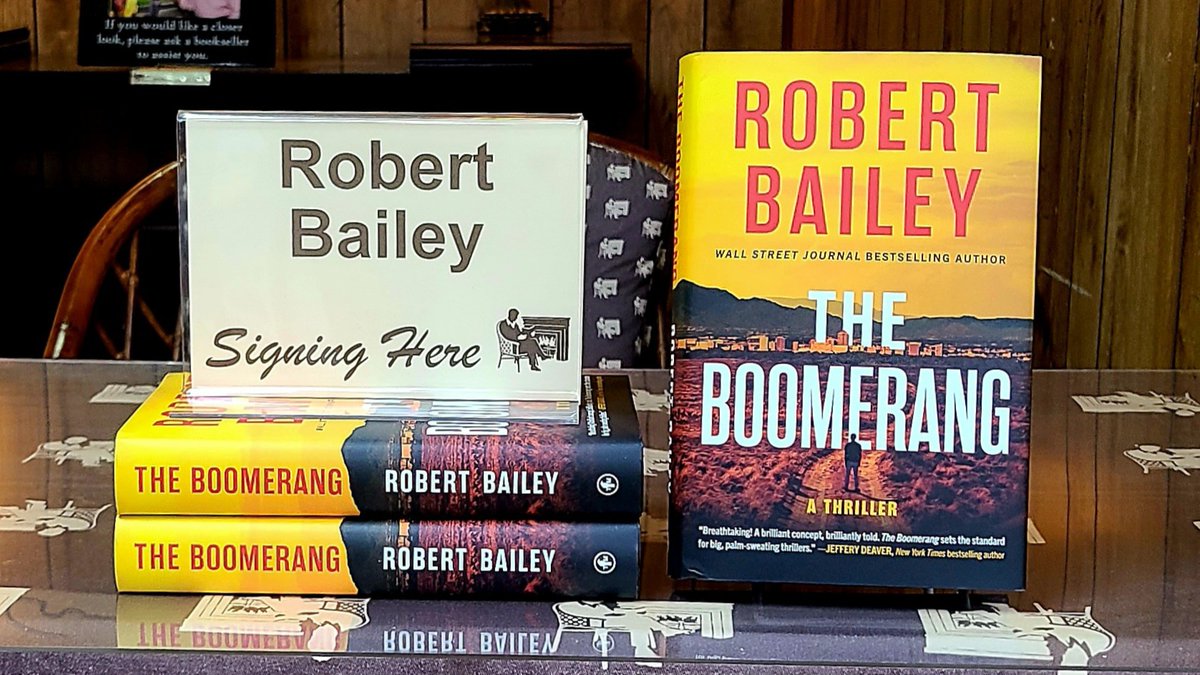 If you would like a closer
look, please ask a bookseller
to assist you.
Robert
Bailey
Signing Here
THE BOOMERANG ROBERT BAILEY
THE BOOMERANG ROBERT BAILEY
ROBERT
BAILEY
WALL STREET JOURNAL BESTSELLING AUTHOR
THE
BOOMERANG
A THRILLER
"Breathtaking! A brilliant concept, brilliantly told. The Boomerang sets the standard
for big, palm-sweating thrillers." —JEFFERY DEAVER, New York Times bestselling author